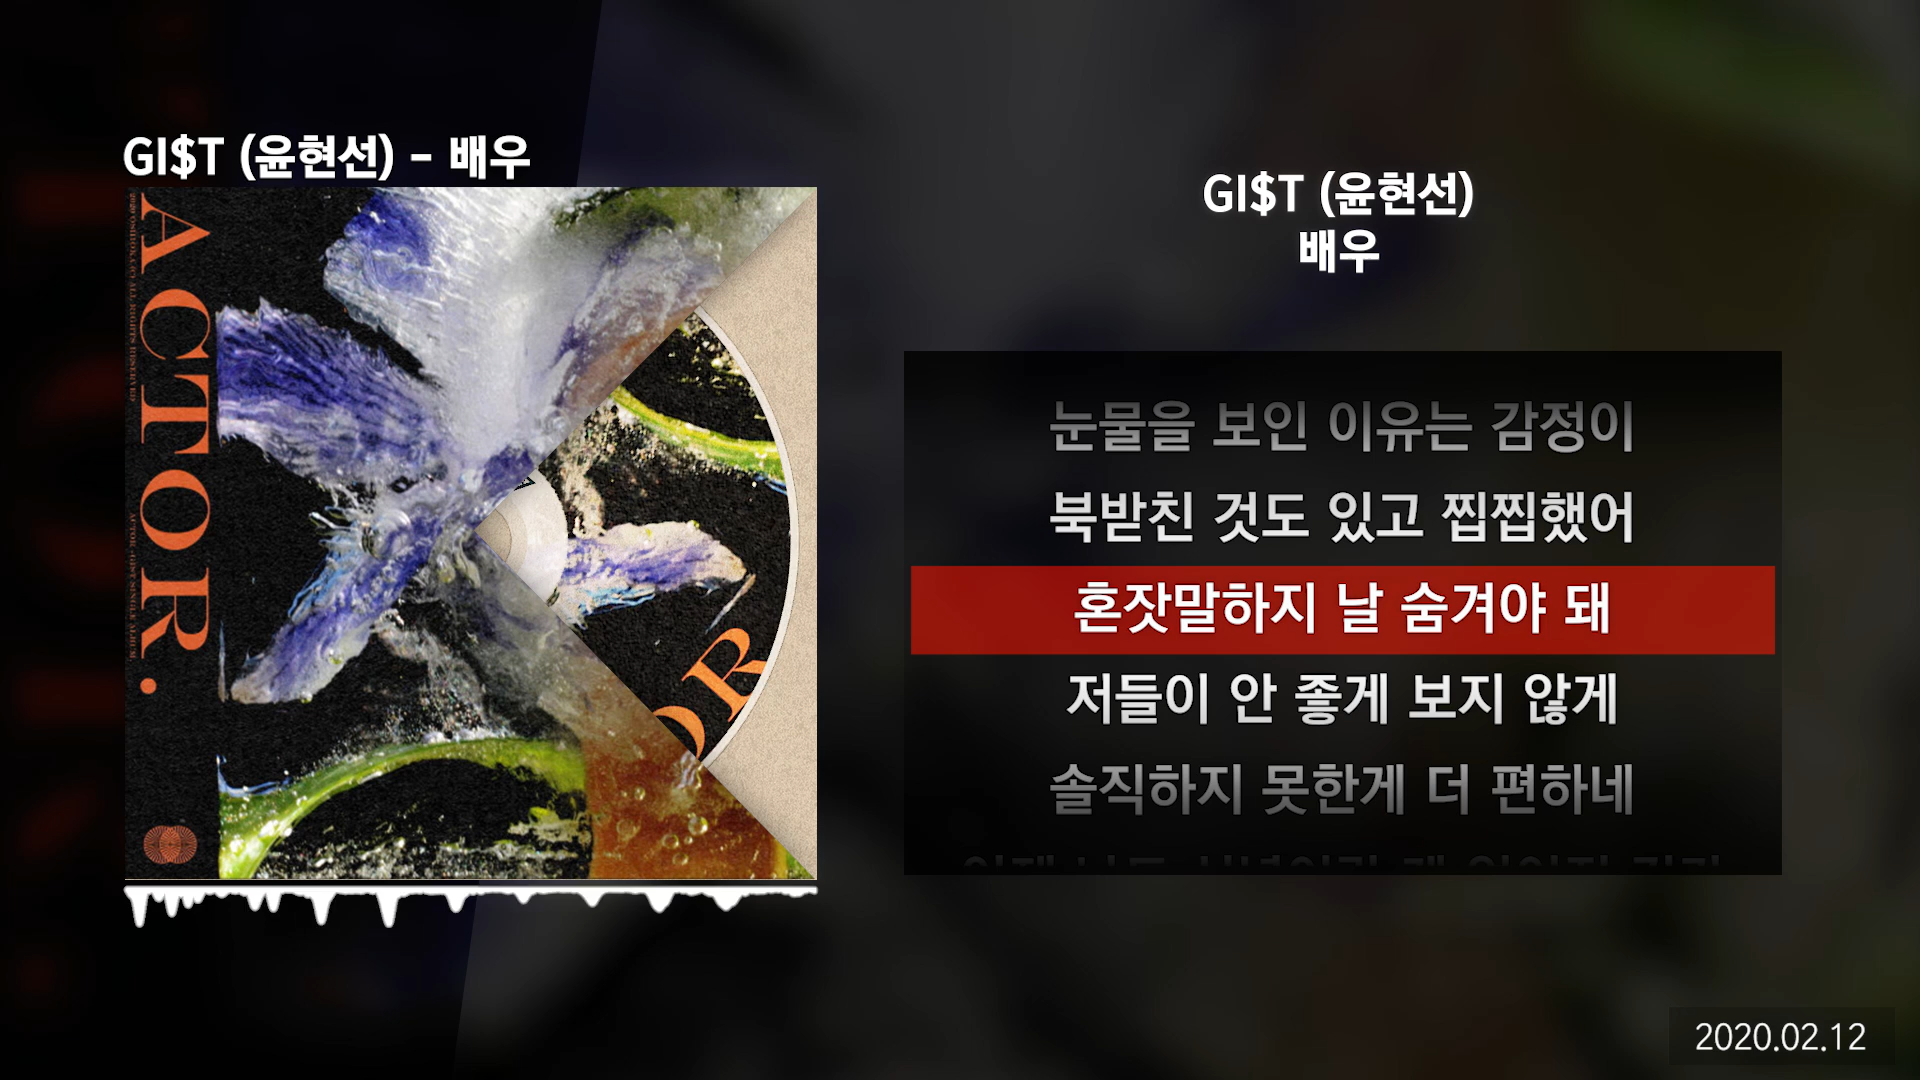 GI$T (윤현선) - 배우
ACTOR.
OR
GI$T (윤현선)
배우
눈물을 보인 이유는 감정이
북받친 것도 있고 찝찝했어
혼잣말하지 날 숨겨야 돼
저들이 안 좋게 보지 않게
솔직하지 못한게 더 편하네
2020.02.12